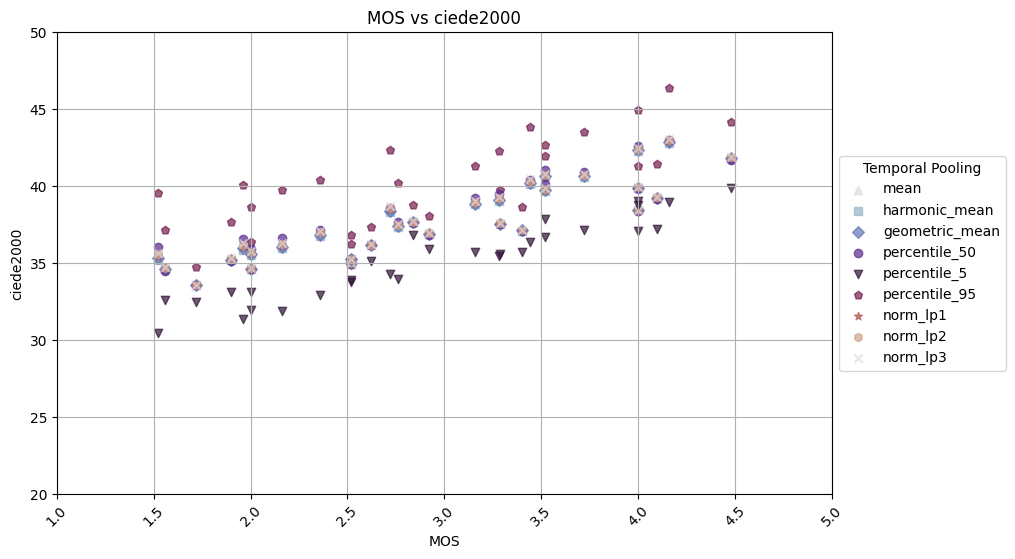 MOS vs ciede2000
50
45
40
35
30
25
20
ciede2000
1.0
1.5
2.0
2.5
3.0
3.5
4.0
4.5
5.0
MOS
Temporal Pooling
mean
harmonic_mean
geometric_mean
percentile_50
percentile_5
percentile_95
norm_lp1
norm_lp2
norm_lp3